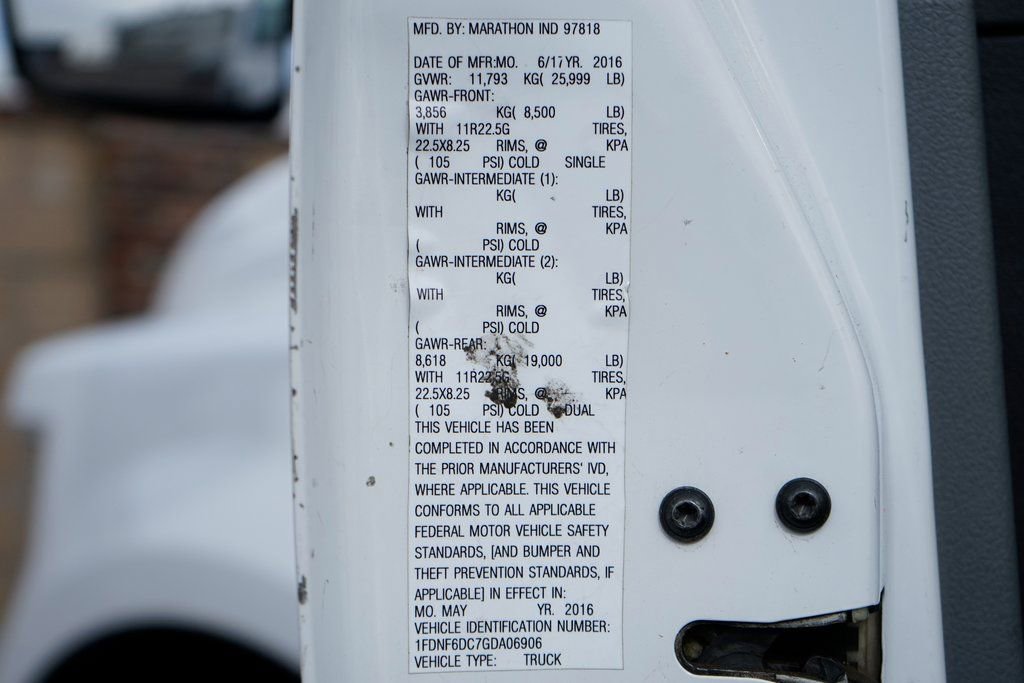 MFD. BY: MARATHON IND 97818
DATE OF MFR:MO. 6/17 YR. 2016
GVWR: 11,793 KG( 25,999 LB)
GAWR-FRONT:
3,856 KG( 8,500 LB)
WITH 11R22.5G TIRES,
22.5X8.25 RIMS, @ KPA
( 105 PSI) COLD SINGLE
GAWR-INTERMEDIATE (1):
KG( LB)
WITH TIRES,
RIMS, @ KPA
( PSI) COLD
GAWR-INTERMEDIATE (2):
KG( LB)
WITH TIRES,
RIMS, @ KPA
( PSI) COLD
GAWR-REAR:
8,618 KG( 19,000 LB)
WITH 11R22.5G TIRES,
22.5X8.25 RIMS, @ KPA
( 105 PSI) COLD DUAL
THIS VEHICLE HAS BEEN
COMPLETED IN ACCORDANCE WITH
THE PRIOR MANUFACTURERS' IVD,
WHERE APPLICABLE. THIS VEHICLE
CONFORMS TO ALL APPLICABLE
FEDERAL MOTOR VEHICLE SAFETY
STANDARDS, [AND BUMPER AND
THEFT PREVENTION STANDARDS, IF
APPLICABLE] IN EFFECT IN:
MO. MAY YR. 2016
VEHICLE IDENTIFICATION NUMBER:
1FDNF6DC7GDA06906
VEHICLE TYPE: TRUCK